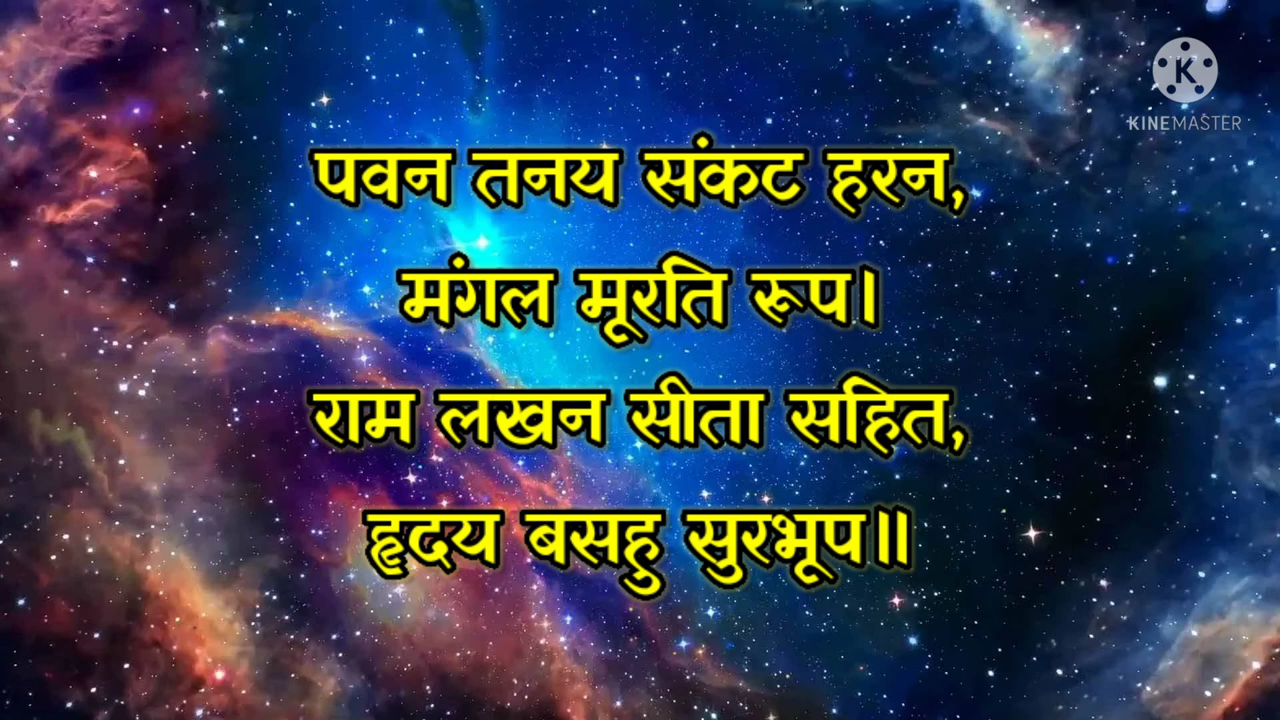 K
KINEMASTER
पवन तनय संकट हरन,
मंगल मूरति रूप।
राम लखन सीता सहित,
हृदय बसहु सुरभूप॥